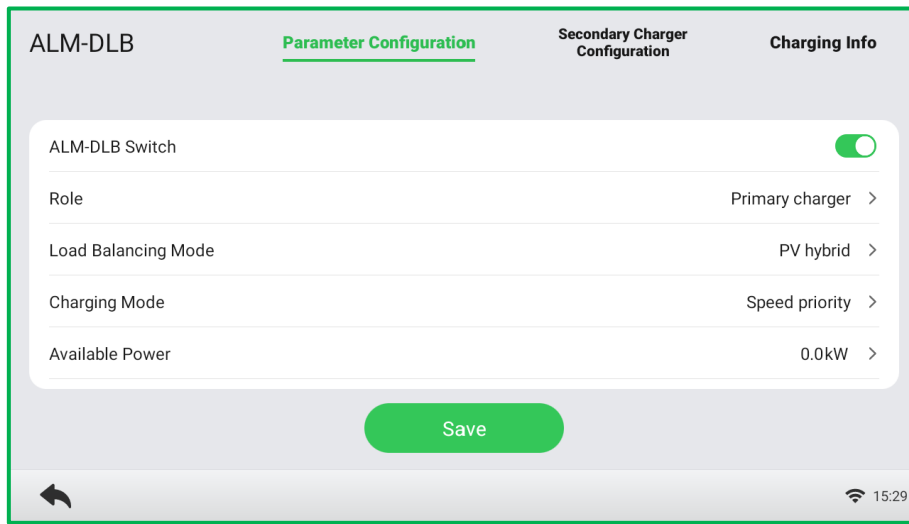 ALM-DLB
Parameter Configuration
Secondary Charger
Configuration
Charging Info
ALM-DLB Switch
Role Primary charger
Load Balancing Mode PV hybrid
Charging Mode Speed priority
Available Power 0.0kW
Save
15:29